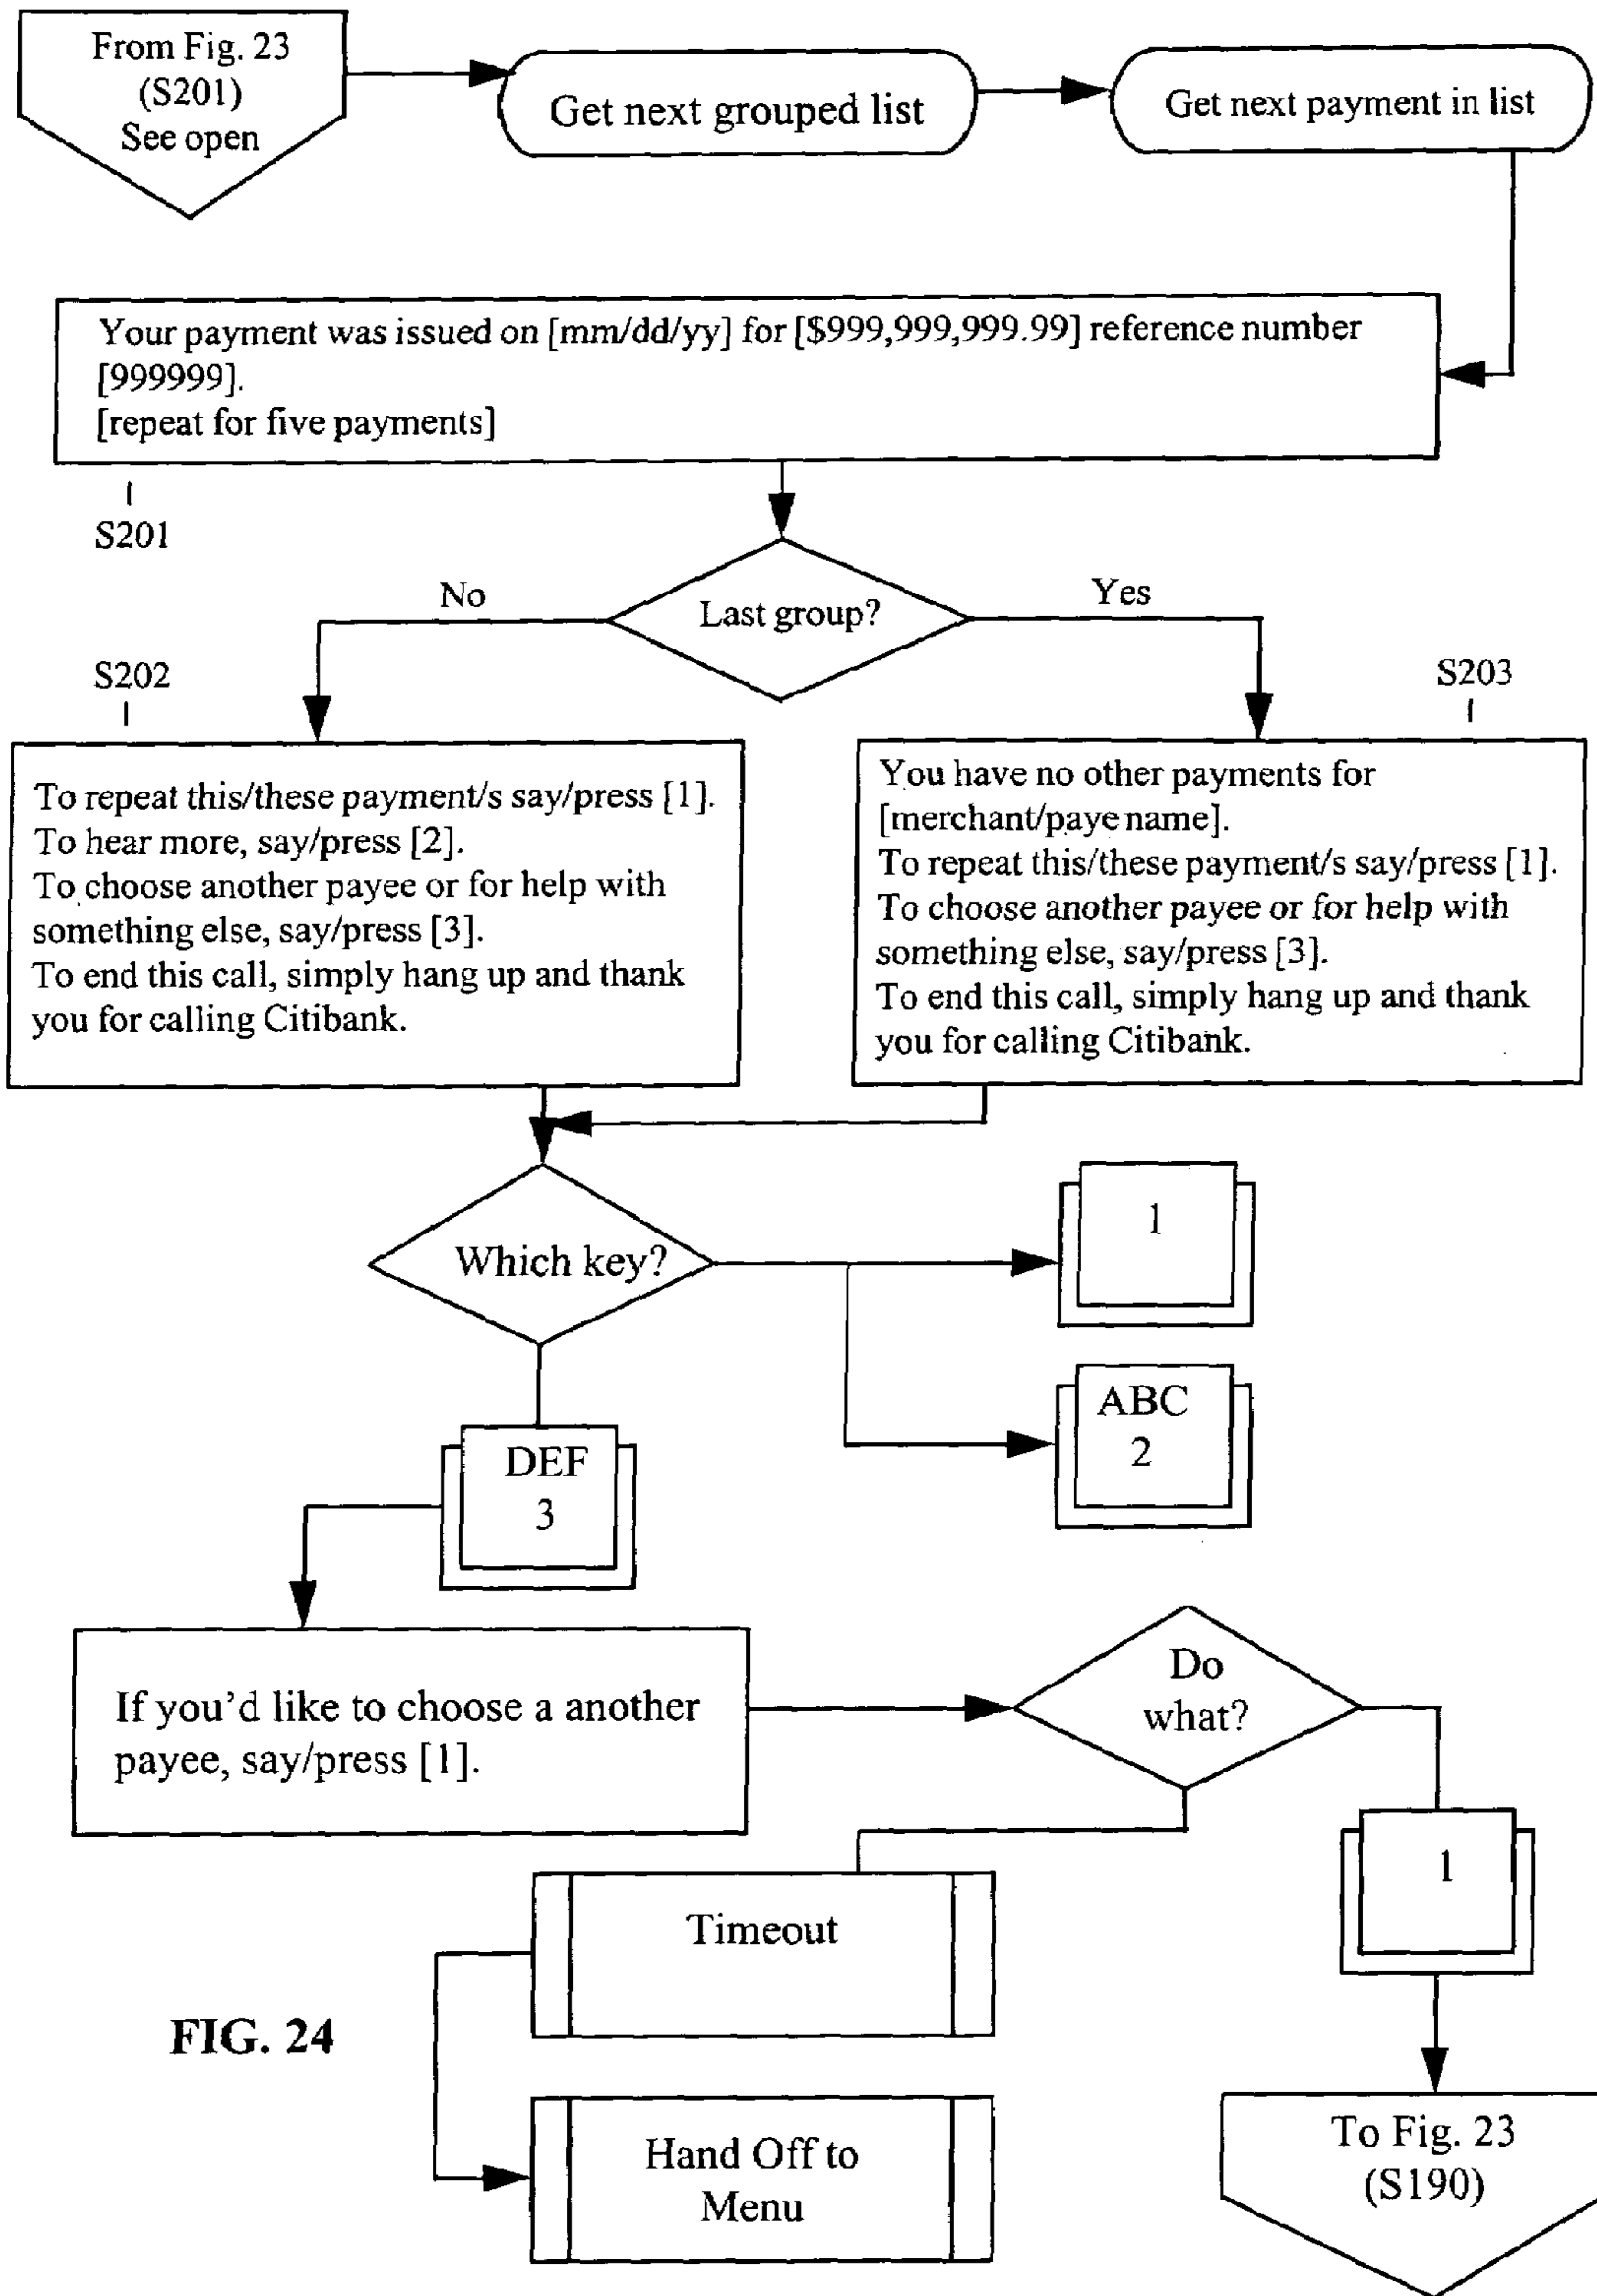 From Fig. 23
(S201)
See open
Get next grouped list
Get next payment in list
Your payment was issued on [mm/dd/yy] for [$999,999,999.99] reference number
[999999].
[repeat for five payments]
S201
Last group?
No
Yes
S202
S203
To repeat this/these payment/s say/press [1].
To hear more, say/press [2].
To choose another payee or for help with
something else, say/press [3].
To end this call, simply hang up and thank
you for calling Citibank.
You have no other payments for
[merchant/paye name].
To repeat this/these payment/s say/press [1].
To choose another payee or for help with
something else, say/press [3].
To end this call, simply hang up and thank
you for calling Citibank.
Which key?
1
ABC
2
DEF
3
If you'd like to choose a another
payee, say/press [1].
Do
what?
1
Timeout
FIG. 24
Hand Off to
Menu
To Fig. 23
(S190)